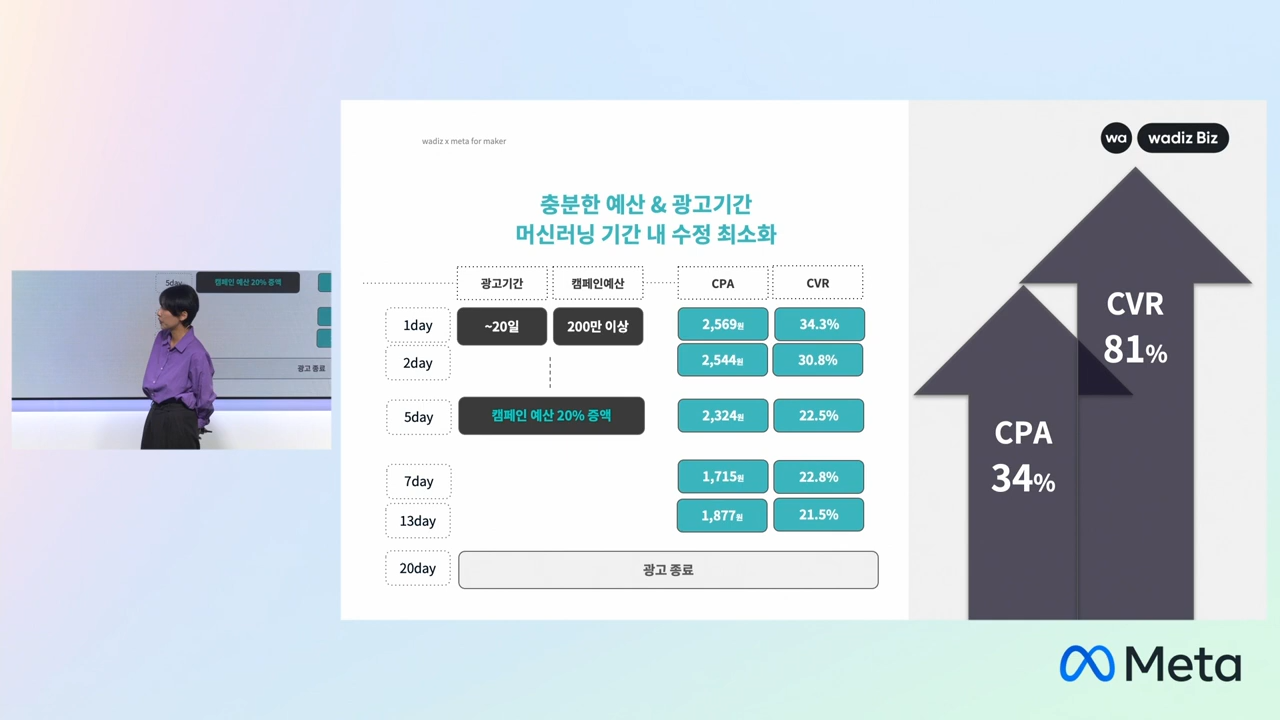 wadiz x meta for maker
wa wadiz Biz
충분한 예산 & 광고기간
머신러닝 기간 내 수정 최소화
광고기간 캠페인예산 CPA CVR
1day ~20일 200만 이상 2,569원 34.3%
2day 2,544원 30.8%
5day 캠페인 예산 20% 증액 2,324원 22.5%
7day 1,715원 22.8%
13day 1,877원 21.5%
20day 광고 종료
CVR
81%
CPA
34%
5day 캠페인 예산 20% 증액
광고 종료
Meta